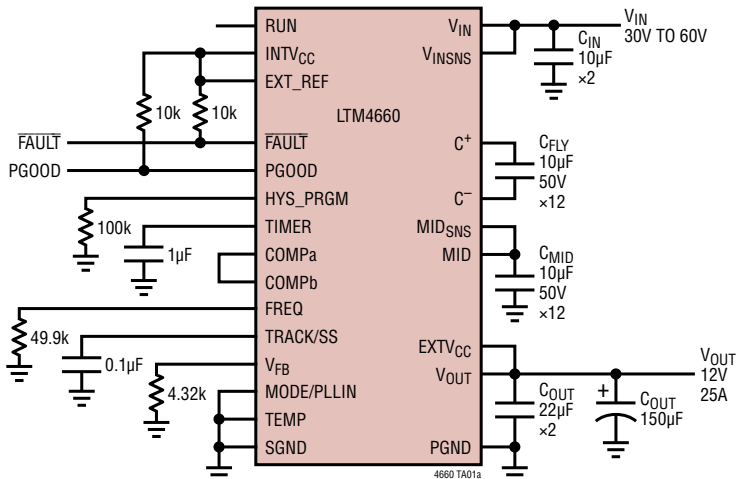 RUN
INTVCC
EXT_REF
10k
10k
FAULT
FAULT
PGOOD
PGOOD
HYS_PRGM
100k
TIMER
1µF
COMPa
COMPb
FREQ
49.9k
TRACK/SS
0.1µF
VFB
4.32k
MODE/PLLIN
TEMP
SGND
LTM4660
VIN
VINSNS
VIN
30V TO 60V
CIN
10µF
×2
C+
C–
CFLY
10µF
50V
×12
MIDSNS
MID
CMID
10µF
50V
×12
EXTVCC
VOUT
VOUT
12V
25A
COUT
22µF
×2
+
COUT
150µF
PGND
4660 TA01a